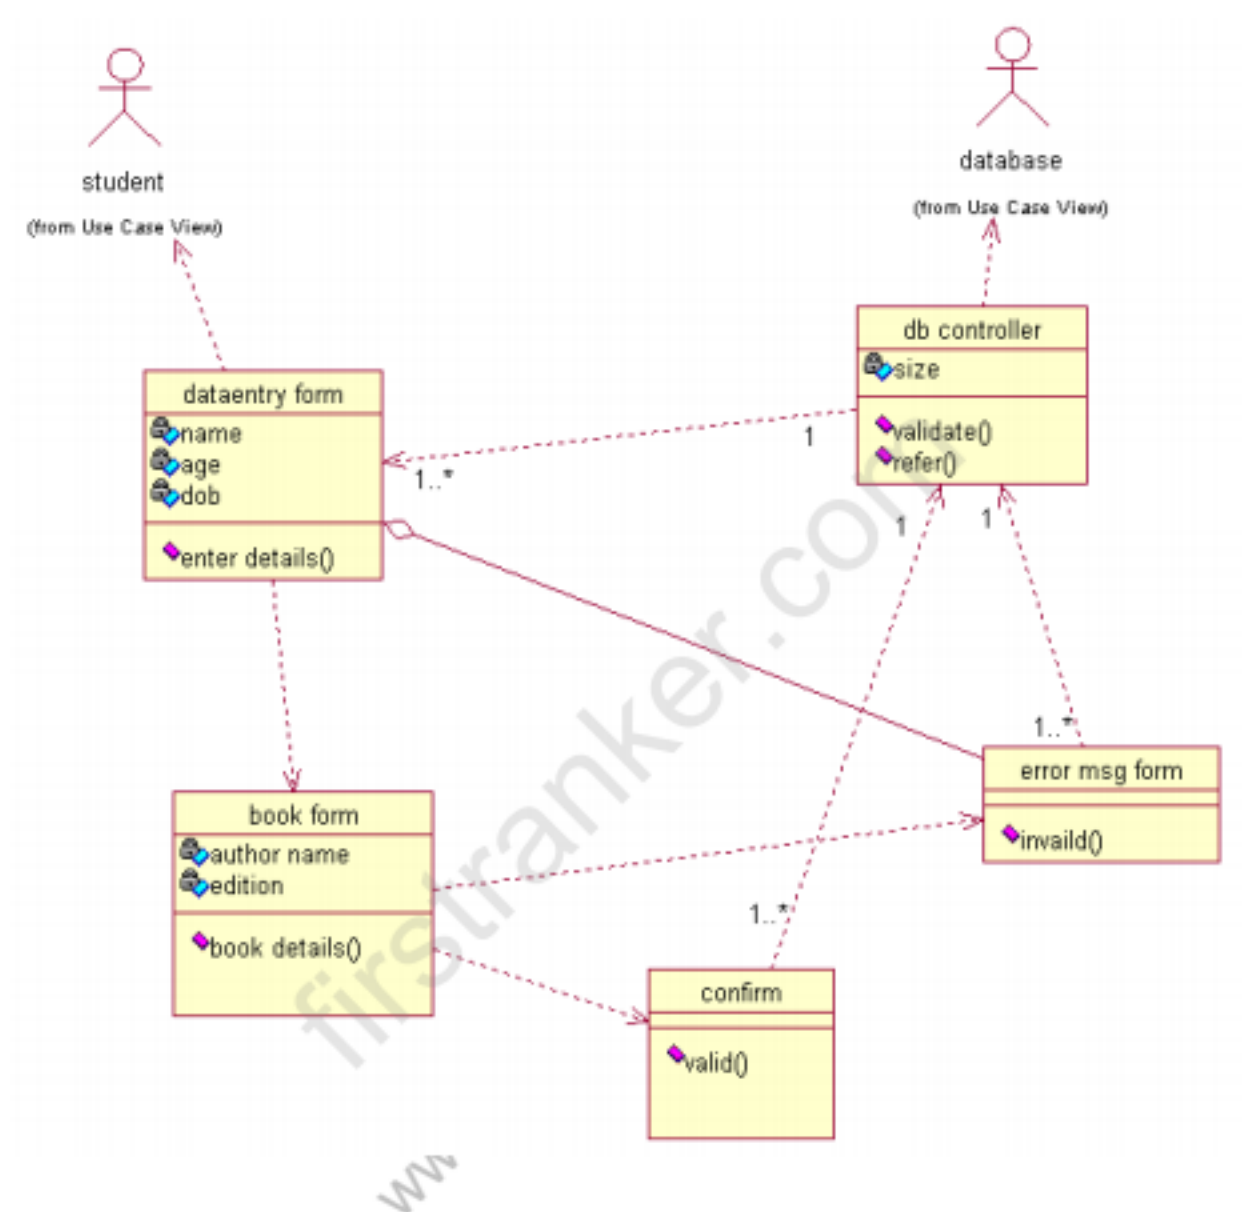 student
(from Use Case View)
database
(from Use Case View)
dataentry form
name
age
dob
enter details()
db controller
size
validate()
refer()
1
1..*
1
1
1..*
error msg form
invaild()
book form
author name
edition
book details()
1..*
confirm
valid()
firstranker.com
ww